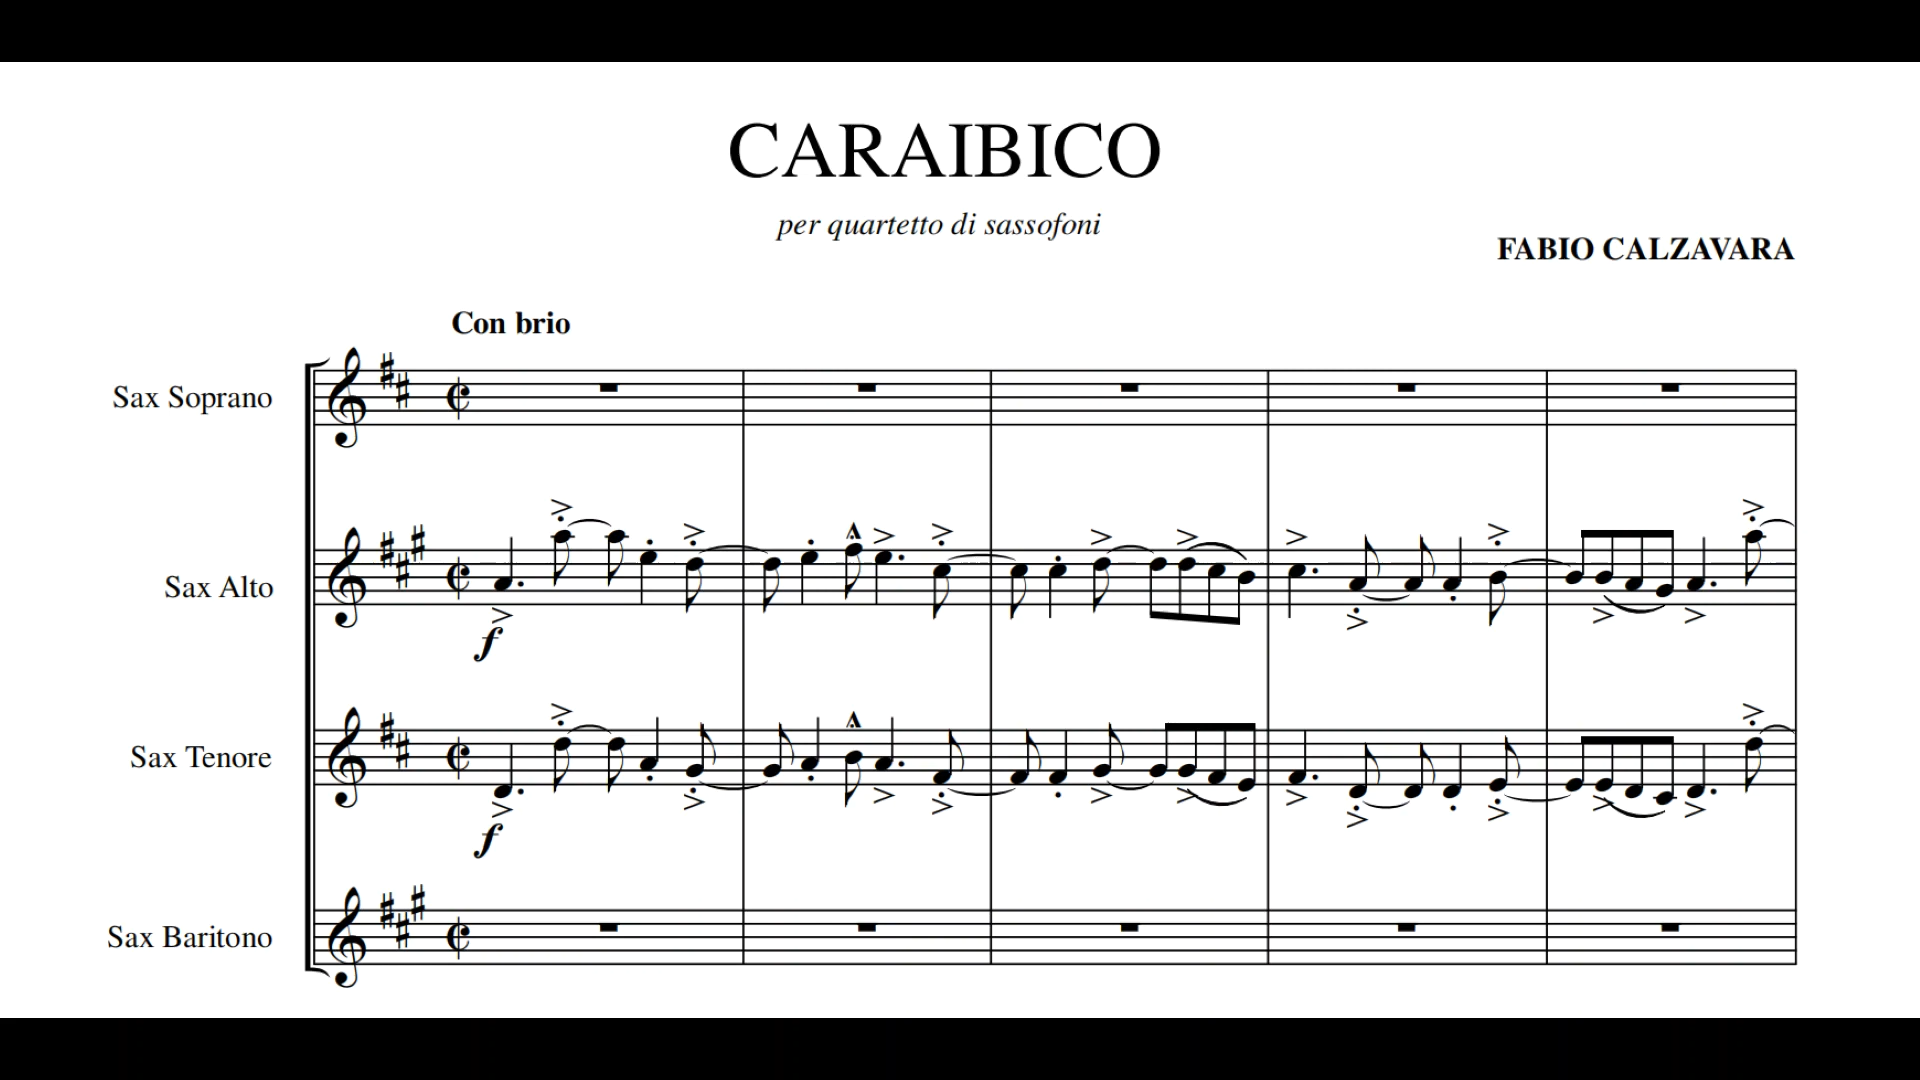 CARAIBICO
per quartetto di sassofoni
FABIO CALZAVARA
Con brio
Sax Soprano
Sax Alto
f
Sax Tenore
f
Sax Baritono